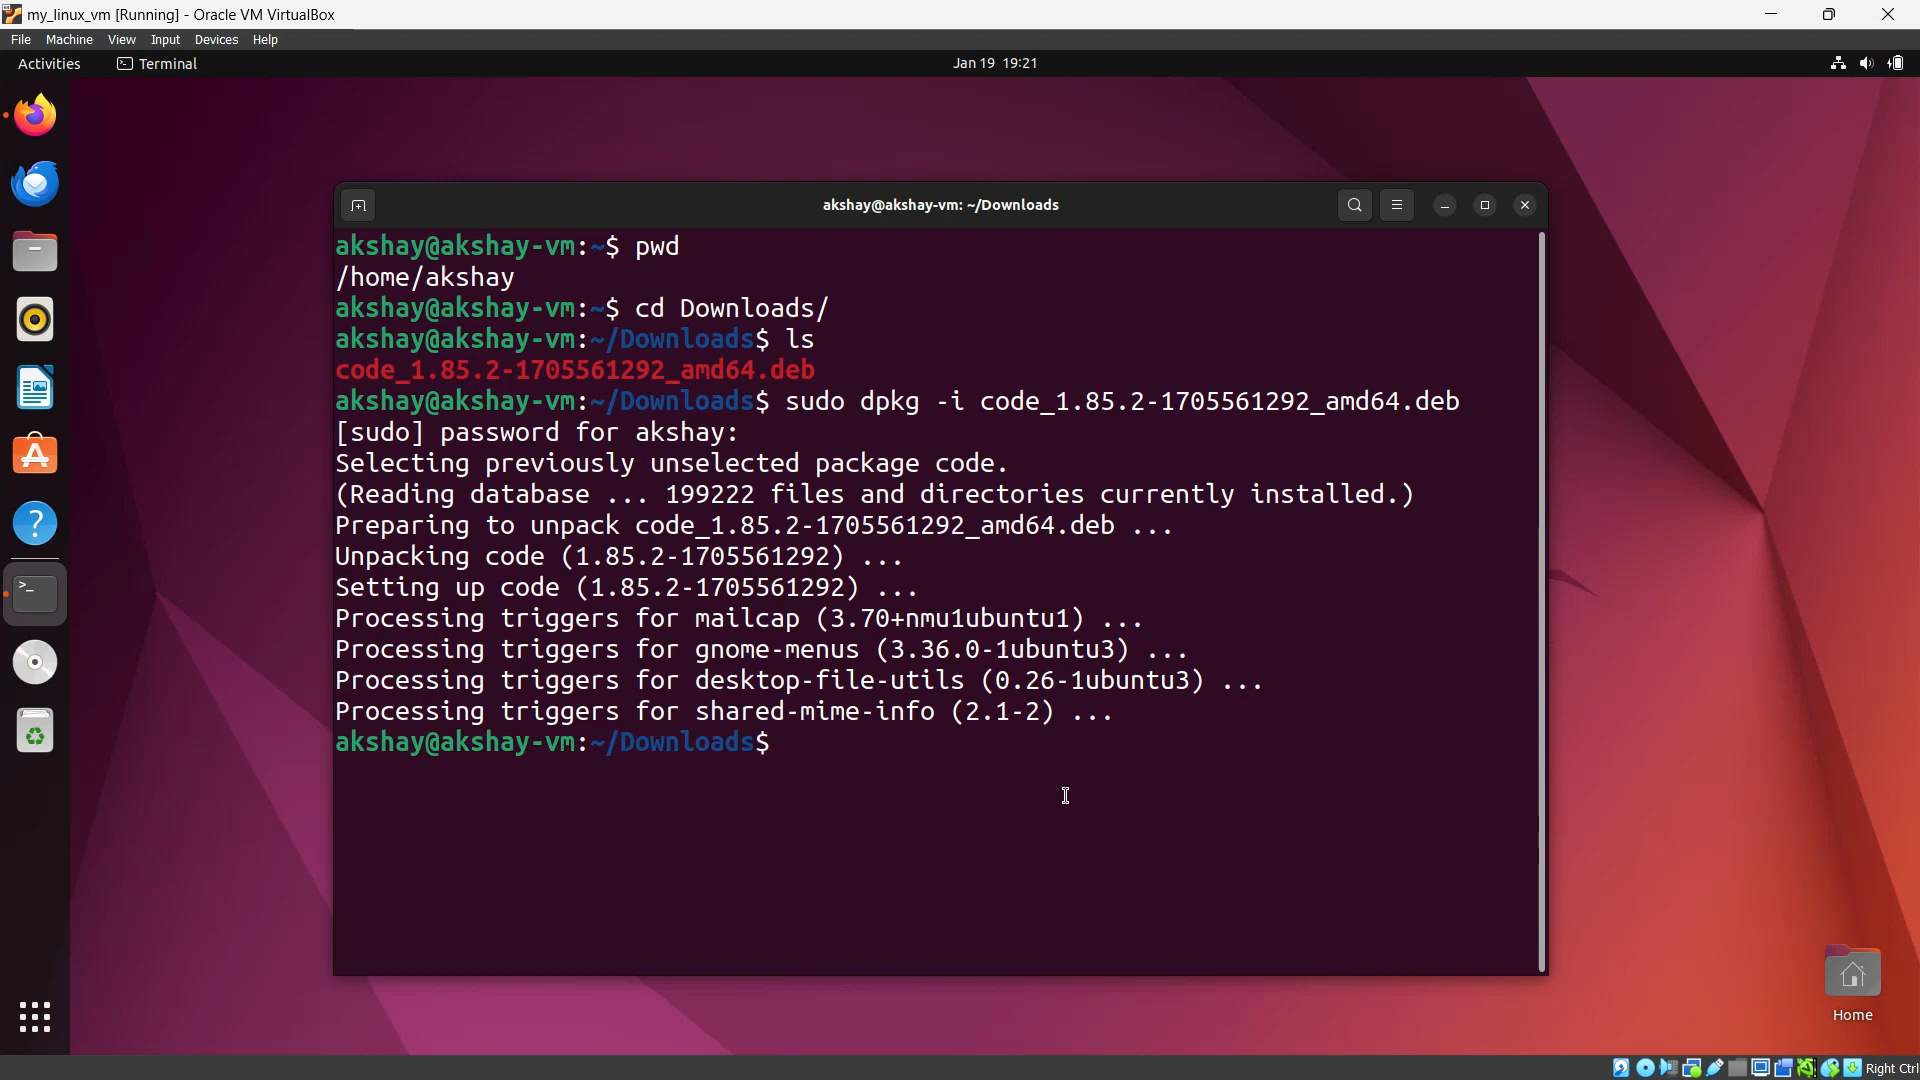 my_linux_vm [Running] - Oracle VM VirtualBox
File Machine View Input Devices Help
Activities Terminal Jan 19 19:21
akshay@akshay-vm: ~/Downloads
akshay@akshay-vm:~$ pwd
/home/akshay
akshay@akshay-vm:~$ cd Downloads/
akshay@akshay-vm:~/Downloads$ ls
code_1.85.2-1705561292_amd64.deb
akshay@akshay-vm:~/Downloads$ sudo dpkg -i code_1.85.2-1705561292_amd64.deb
[sudo] password for akshay:
Selecting previously unselected package code.
(Reading database ... 199222 files and directories currently installed.)
Preparing to unpack code_1.85.2-1705561292_amd64.deb ...
Unpacking code (1.85.2-1705561292) ...
Setting up code (1.85.2-1705561292) ...
Processing triggers for mailcap (3.70+nmu1ubuntu1) ...
Processing triggers for gnome-menus (3.36.0-1ubuntu3) ...
Processing triggers for desktop-file-utils (0.26-1ubuntu3) ...
Processing triggers for shared-mime-info (2.1-2) ...
akshay@akshay-vm:~/Downloads$
Home
Right Ctrl